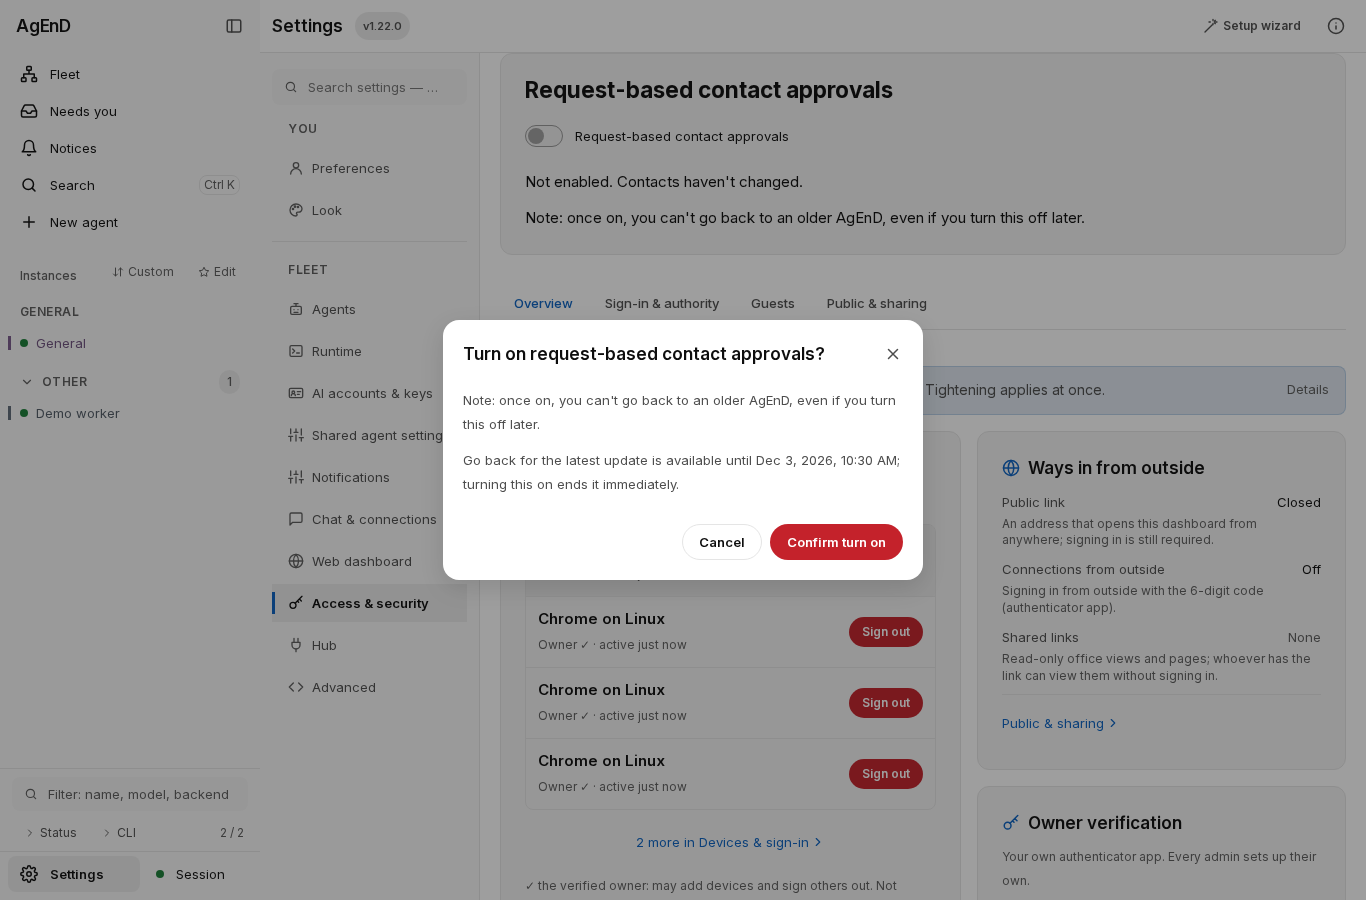 AgEnD
Fleet
Needs you
Notices
Search
Ctrl K
New agent
Instances
Custom
Edit
GENERAL
General
OTHER
1
Demo worker
Filter: name, model, backend
Status
CLI
2 / 2
Settings
Session
Settings
v1.22.0
Setup wizard
Search settings — …
YOU
Preferences
Look
FLEET
Agents
Runtime
AI accounts & keys
Shared agent setting
Notifications
Chat & connections
Web dashboard
Access & security
Hub
Advanced
Request-based contact approvals
Request-based contact approvals
Not enabled. Contacts haven't changed.
Note: once on, you can't go back to an older AgEnD, even if you turn this off later.
Overview
Sign-in & authority
Guests
Public & sharing
Tightening applies at once.
Details
Turn on request-based contact approvals?
Note: once on, you can't go back to an older AgEnD, even if you turn
this off later.
Go back for the latest update is available until Dec 3, 2026, 10:30 AM;
turning this on ends it immediately.
Cancel
Confirm turn on
Chrome on Linux
Owner ✓ · active just now
Sign out
Chrome on Linux
Owner ✓ · active just now
Sign out
Chrome on Linux
Owner ✓ · active just now
Sign out
2 more in Devices & sign-in
✓ the verified owner: may add devices and sign others out. Not
Ways in from outside
Public link
Closed
An address that opens this dashboard from
anywhere; signing in is still required.
Connections from outside
Off
Signing in from outside with the 6-digit code
(authenticator app).
Shared links
None
Read-only office views and pages; whoever has the
link can view them without signing in.
Public & sharing
Owner verification
Your own authenticator app. Every admin sets up their
own.